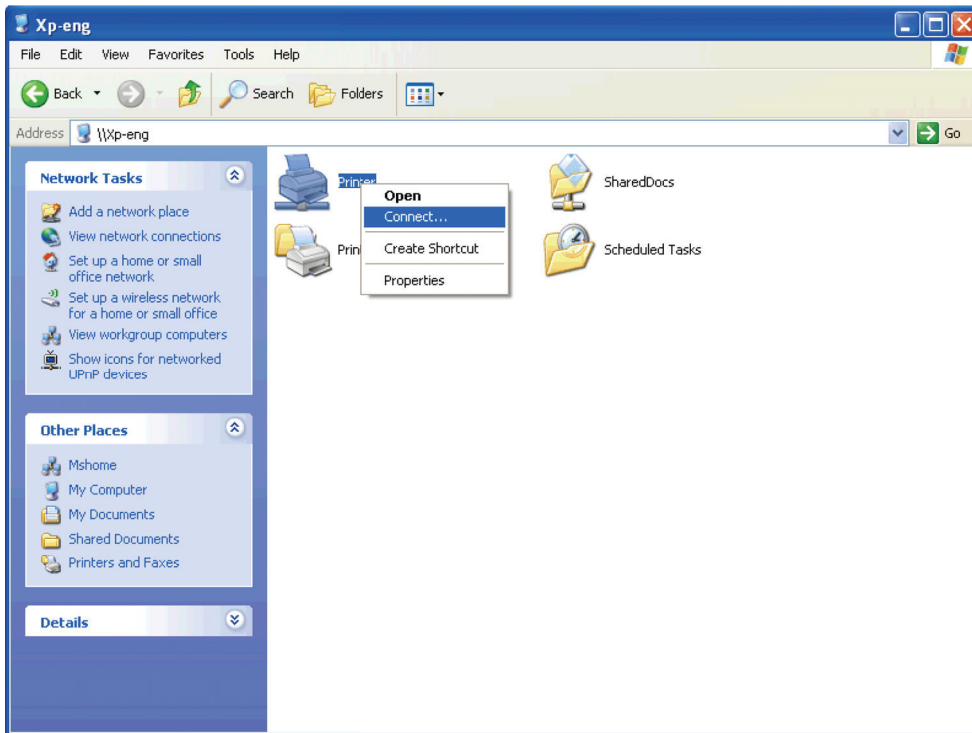 Xp-eng
File Edit View Favorites Tools Help
Back Search Folders
Address \\Xp-eng Go
Network Tasks
Add a network place
View network connections
Set up a home or small
office network
Set up a wireless network
for a home or small office
View workgroup computers
Show icons for networked
UPnP devices
Other Places
Mshome
My Computer
My Documents
Shared Documents
Printers and Faxes
Details
Printer
Open
Connect...
Create Shortcut
Properties
SharedDocs
Scheduled Tasks